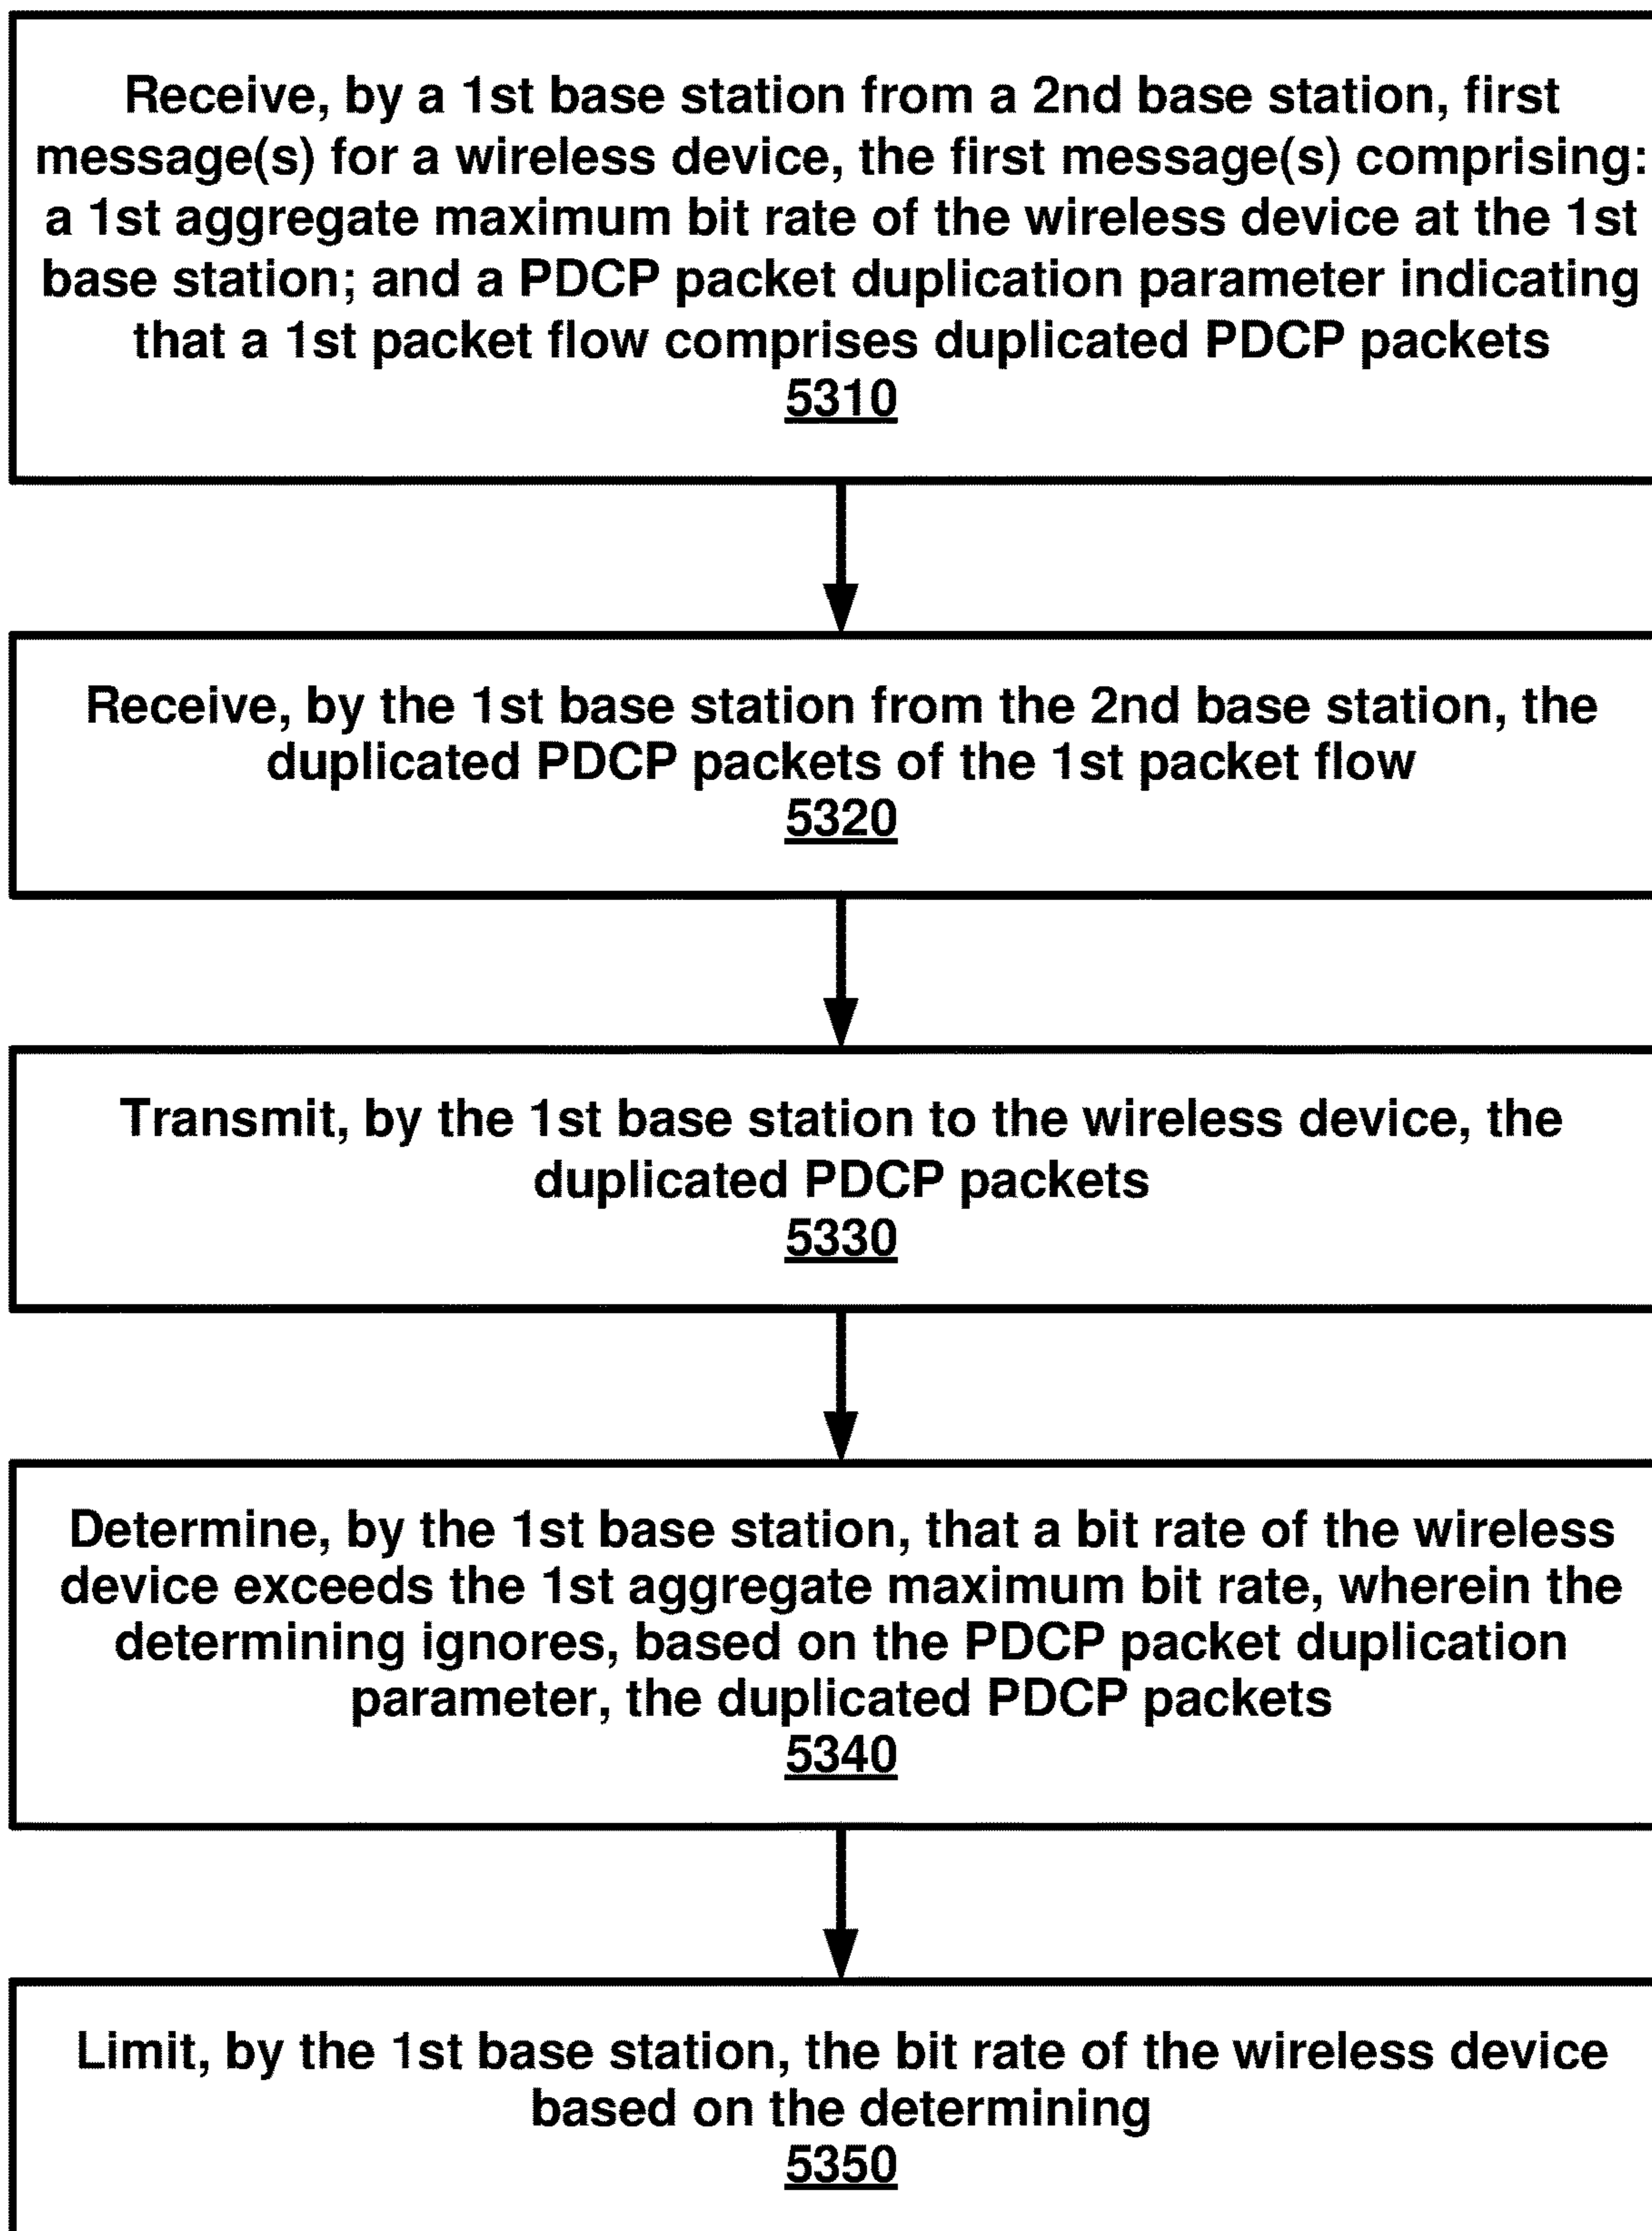 Receive, by a 1st base station from a 2nd base station, first
message(s) for a wireless device, the first message(s) comprising:
a 1st aggregate maximum bit rate of the wireless device at the 1st
base station; and a PDCP packet duplication parameter indicating
that a 1st packet flow comprises duplicated PDCP packets
5310
Receive, by the 1st base station from the 2nd base station, the
duplicated PDCP packets of the 1st packet flow
5320
Transmit, by the 1st base station to the wireless device, the
duplicated PDCP packets
5330
Determine, by the 1st base station, that a bit rate of the wireless
device exceeds the 1st aggregate maximum bit rate, wherein the
determining ignores, based on the PDCP packet duplication
parameter, the duplicated PDCP packets
5340
Limit, by the 1st base station, the bit rate of the wireless device
based on the determining
5350